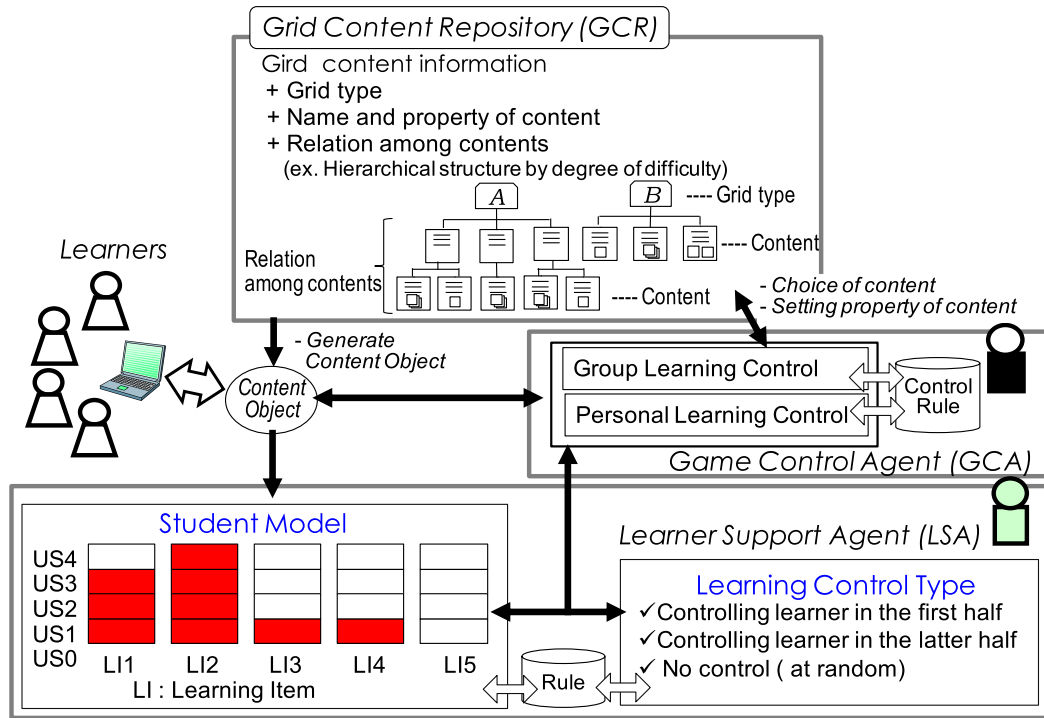 Grid Content Repository (GCR)
Gird content information
+ Grid type
+ Name and property of content
+ Relation among contents
(ex. Hierarchical structure by degree of difficulty)
A
B
---- Grid type
---- Content
Relation
among contents
---- Content
Learners
- Choice of content
- Setting property of content
- Generate
Content Object
Content
Object
Group Learning Control
Personal Learning Control
Control
Rule
Game Control Agent (GCA)
Student Model
US4
US3
US2
US1
US0
LI1 LI2 LI3 LI4 LI5
LI : Learning Item
Rule
Learner Support Agent (LSA)
Learning Control Type
✓Controlling learner in the first half
✓Controlling learner in the latter half
✓ No control ( at random)